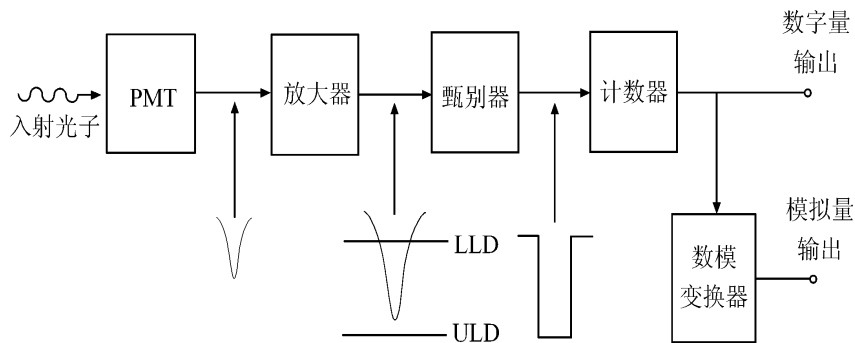 数字量
输出
PMT
放大器
甄别器
计数器
入射光子
LLD
ULD
模拟量
输出
数模
变换器